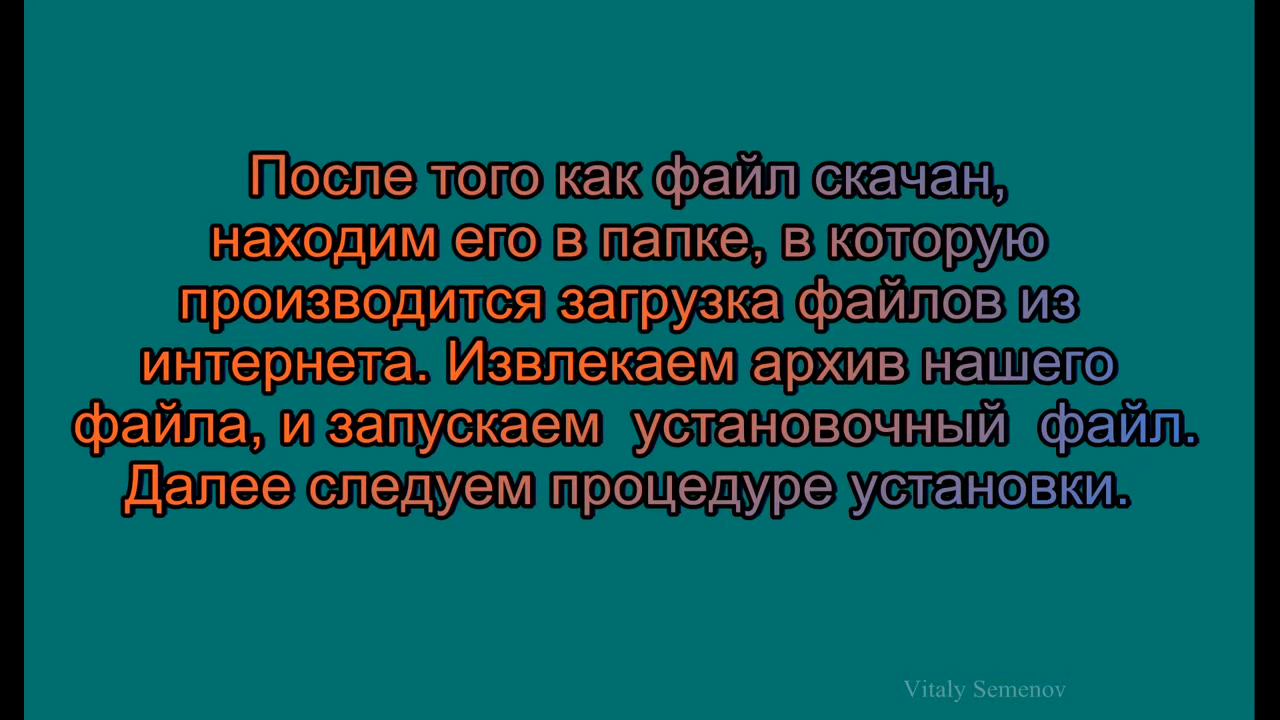 После того как файл скачан,
находим его в папке, в которую
производится загрузка файлов из
интернета. Извлекаем архив нашего
файла, и запускаем установочный файл.
Далее следуем процедуре установки.
Vitaly Semenov